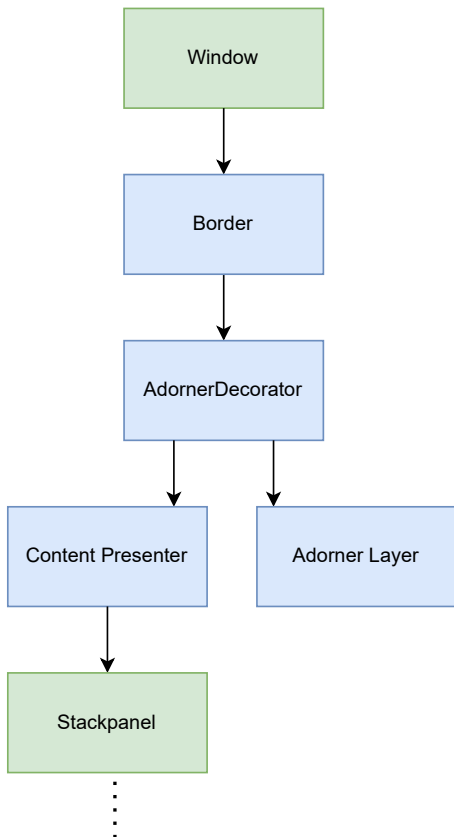 Window
Border
AdornerDecorator
Content Presenter
Adorner Layer
Stackpanel